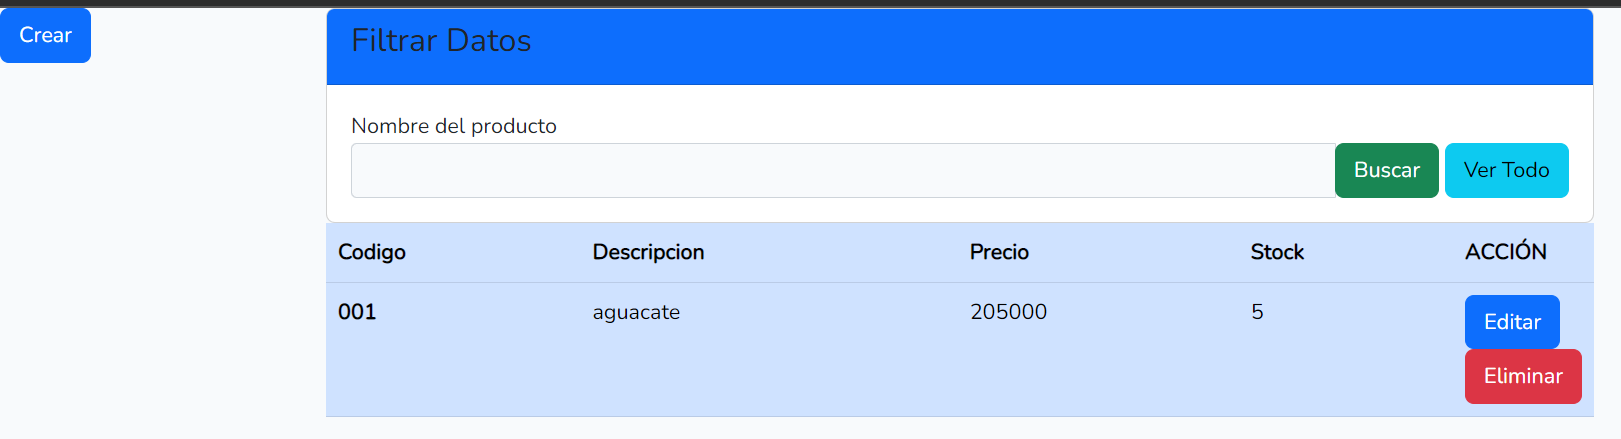 Crear
Filtrar Datos
Nombre del producto
Buscar Ver Todo
Codigo Descripcion Precio Stock ACCIÓN
001 aguacate 205000 5 Editar
Eliminar